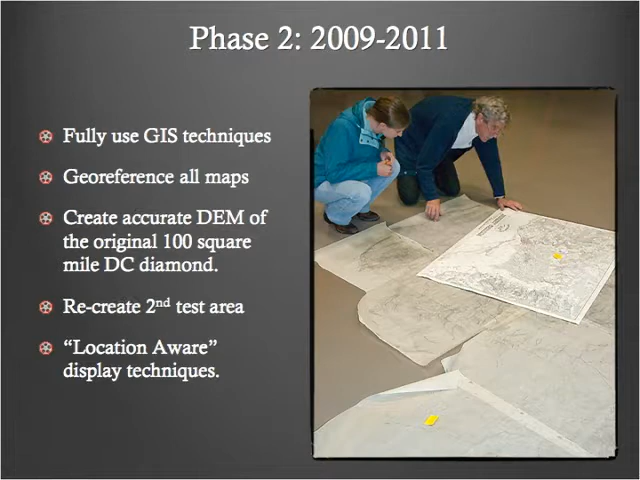 Phase 2: 2009-2011
Fully use GIS techniques
Georeference all maps
Create accurate DEM of
the original 100 square
mile DC diamond.
Re-create 2nd test area
“Location Aware”
display techniques.